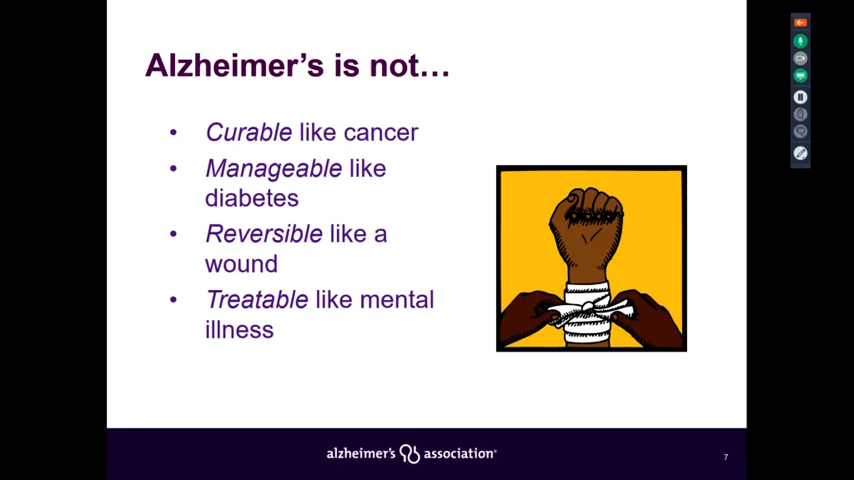 Alzheimer's is not…
• Curable like cancer
• Manageable like
diabetes
• Reversible like a
wound
• Treatable like mental
illness
alzheimer's association®
7